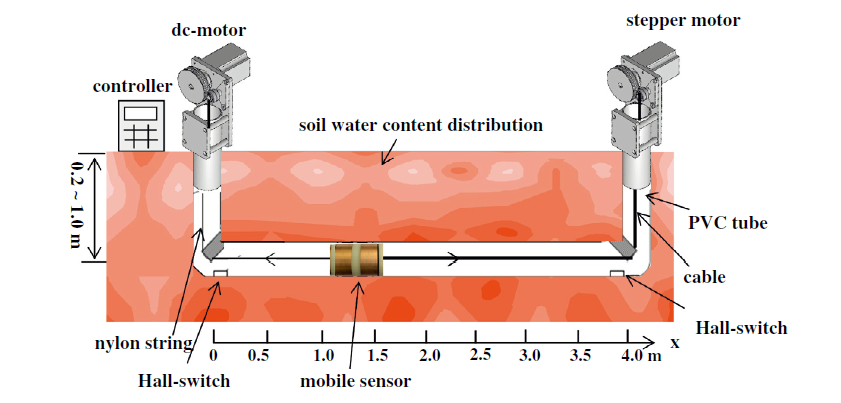 stepper motor
dc-motor
controller
soil water content distribution
0.2 ~ 1.0 m
PVC tube
cable
Hall-switch
nylon string
0 0.5 1.0 1.5 2.0 2.5 3.0 3.5 4.0 m x
Hall-switch
mobile sensor